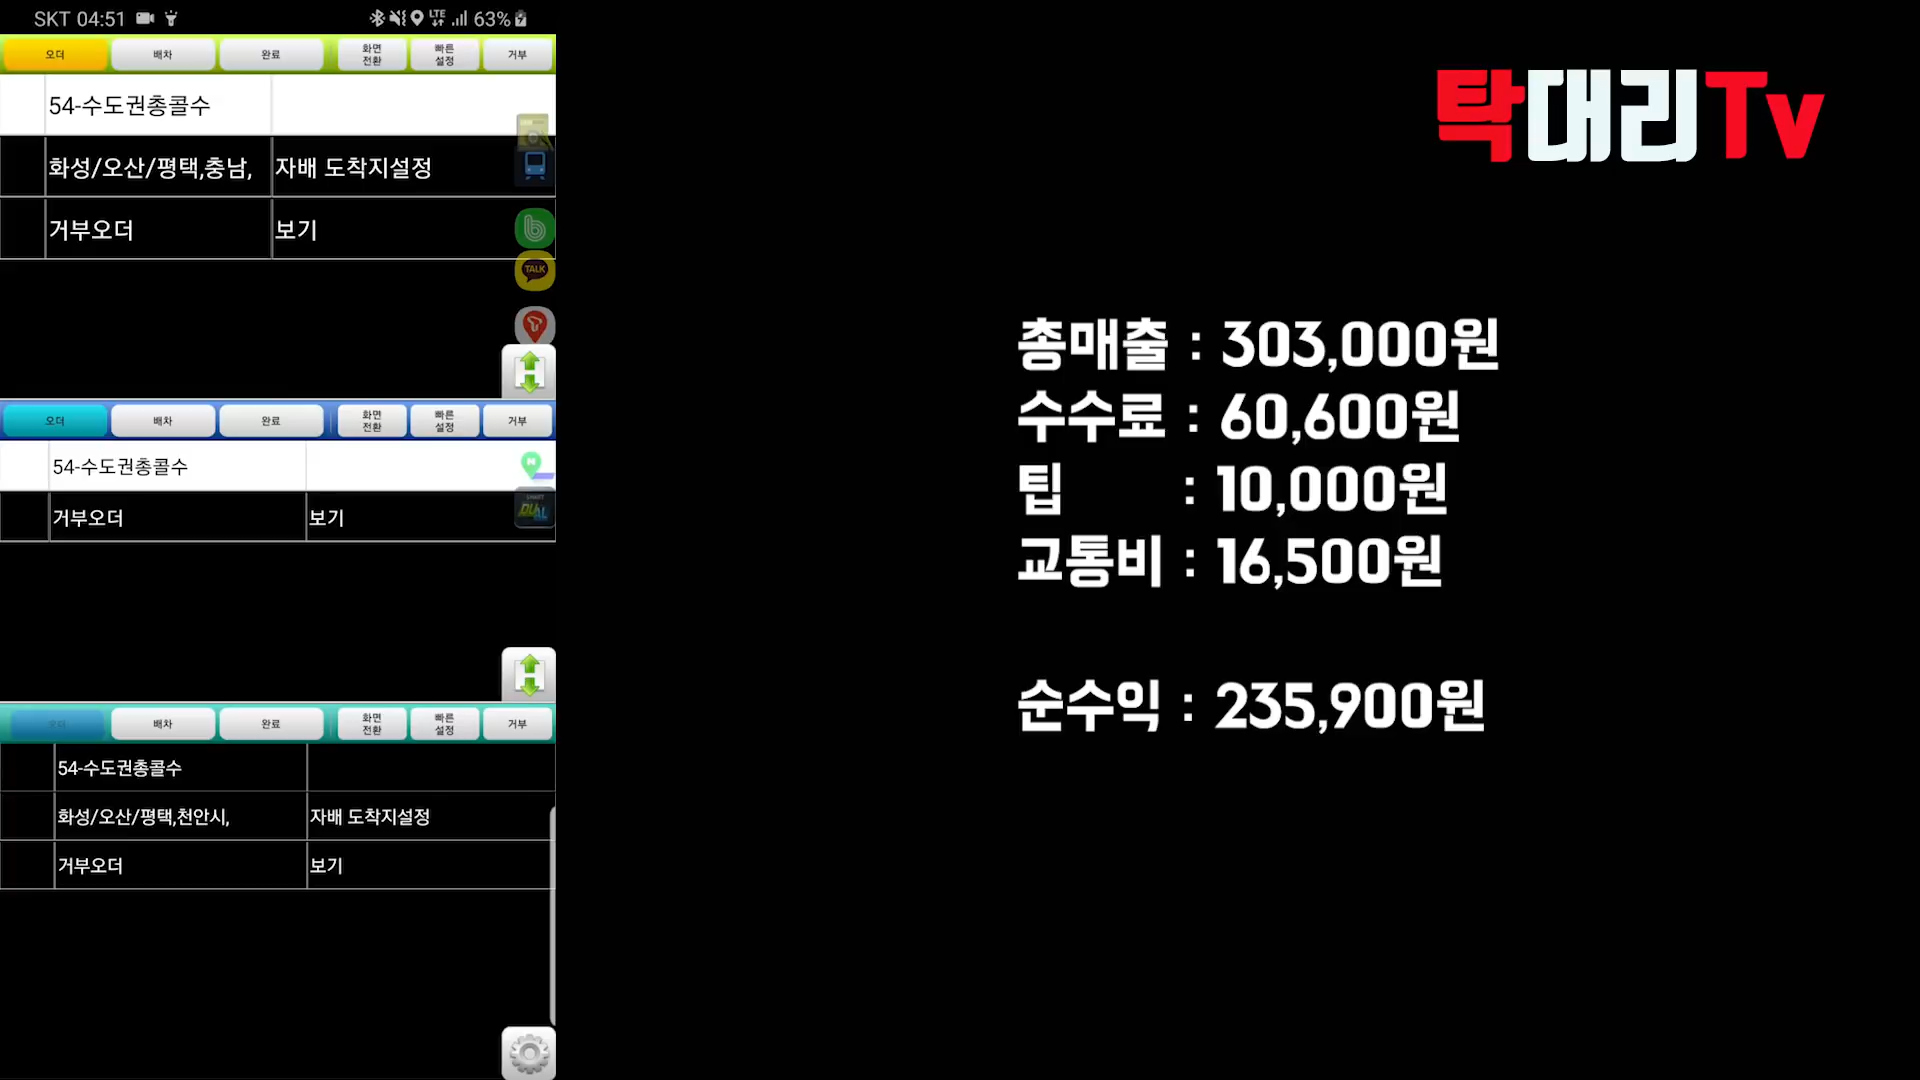 SKT 04:51
LTE
63%
오더
배차
완료
화면
전환
빠른
설정
거부
54-수도권총콜수
화성/오산/평택,충남,
자배 도착지설정
거부오더
보기
TALK
오더
배차
완료
화면
전환
빠른
설정
거부
54-수도권총콜수
거부오더
보기
오더
배차
완료
화면
전환
빠른
설정
거부
54-수도권총콜수
화성/오산/평택,천안시,
자배 도착지설정
거부오더
보기
탁대리Tv
총매출 : 303,000원
수수료 : 60,600원
팁 : 10,000원
교통비 : 16,500원
순수익 : 235,900원